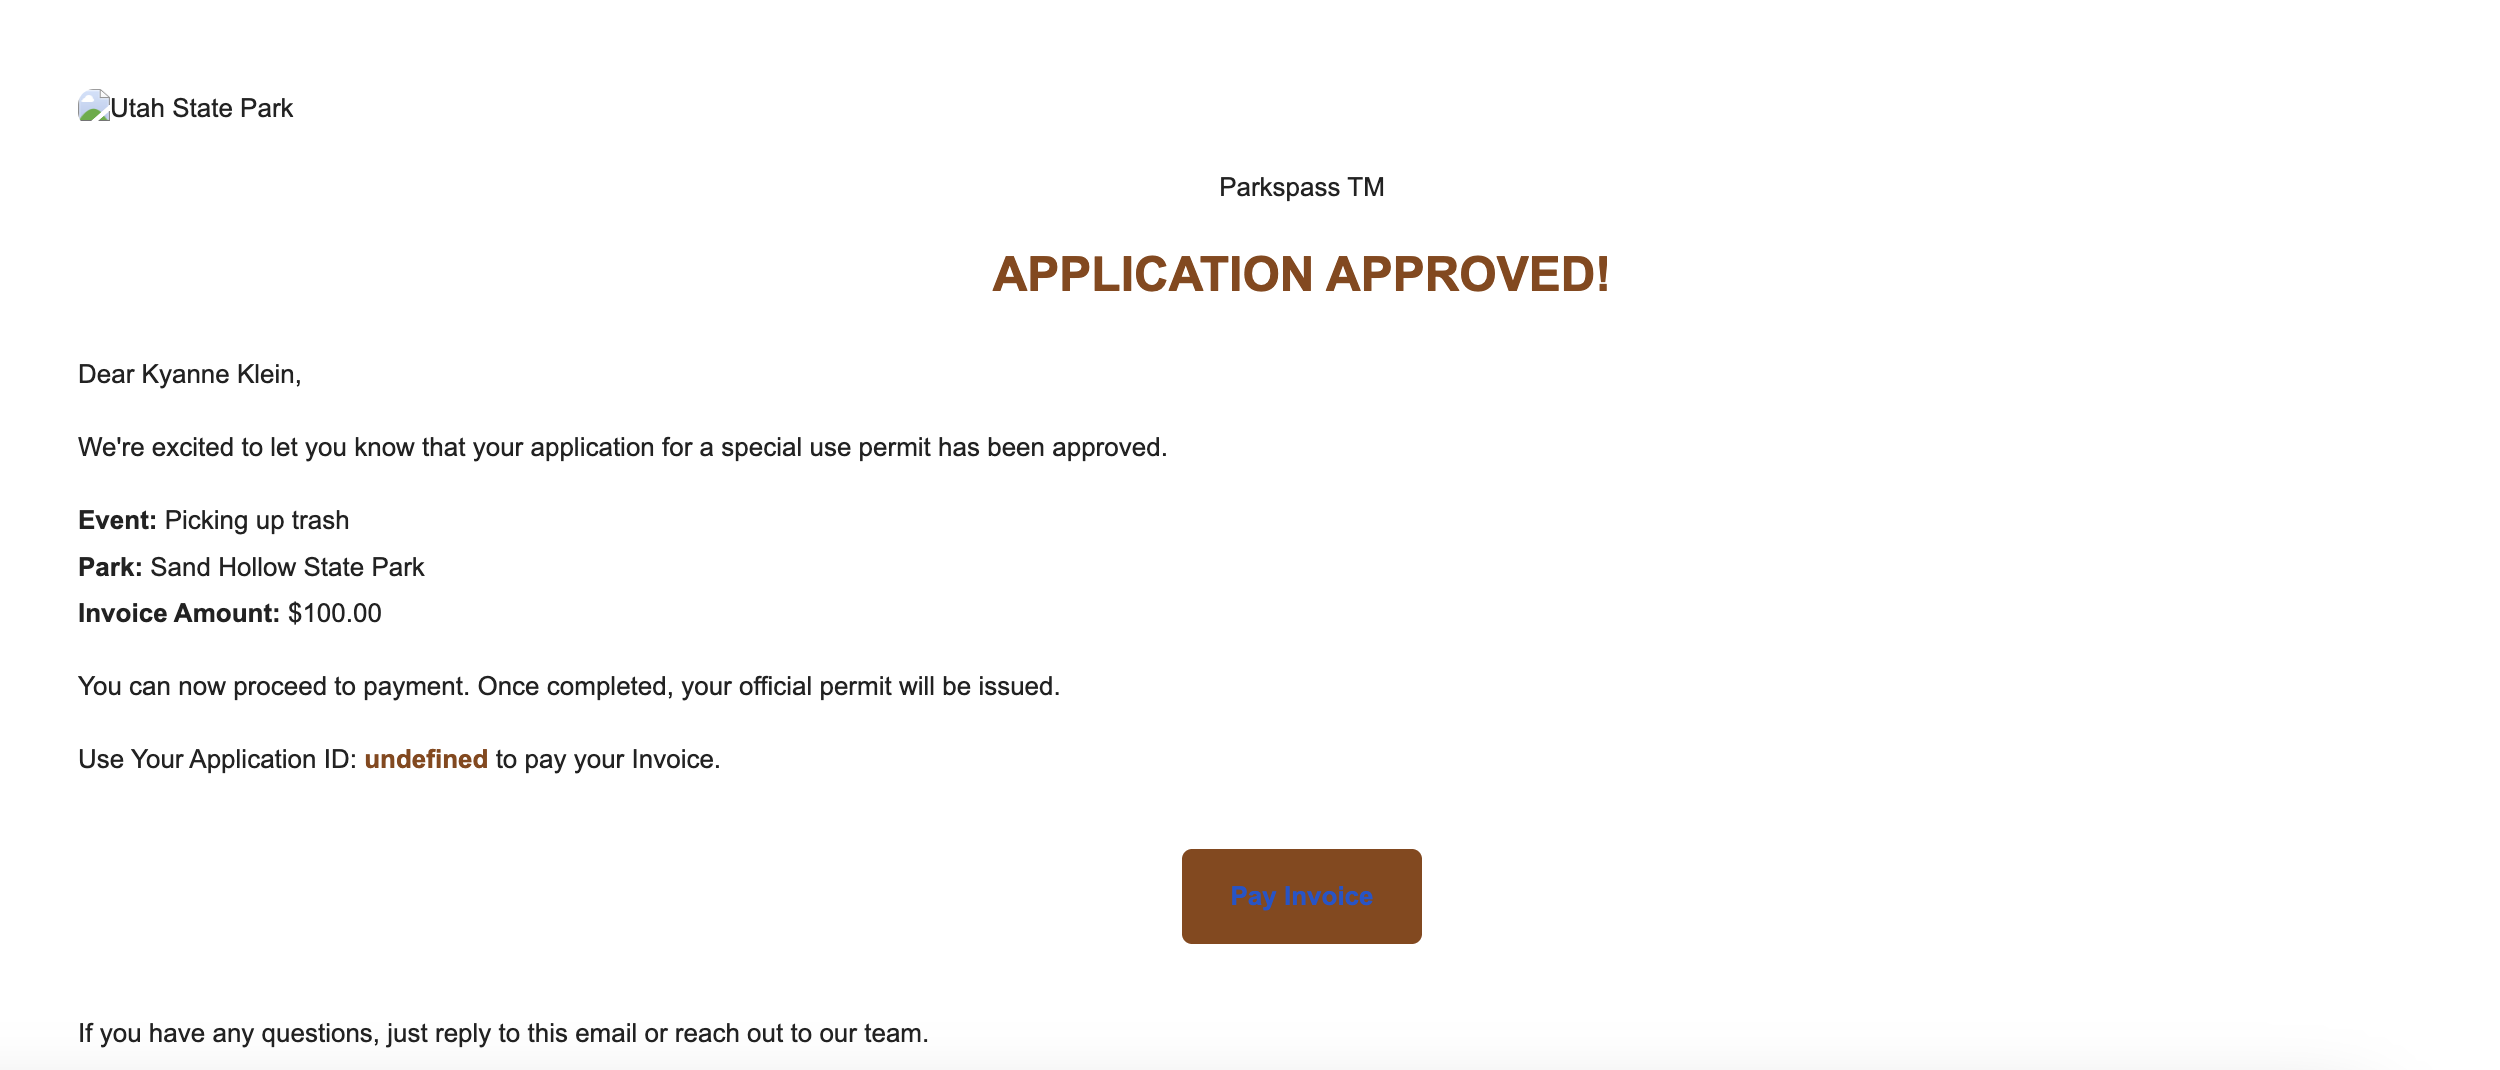 Utah State Park
Parkspass TM
APPLICATION APPROVED!
Dear Kyanne Klein,
We're excited to let you know that your application for a special use permit has been approved.
Event: Picking up trash
Park: Sand Hollow State Park
Invoice Amount: $100.00
You can now proceed to payment. Once completed, your official permit will be issued.
Use Your Application ID: undefined to pay your Invoice.
Pay Invoice
If you have any questions, just reply to this email or reach out to our team.